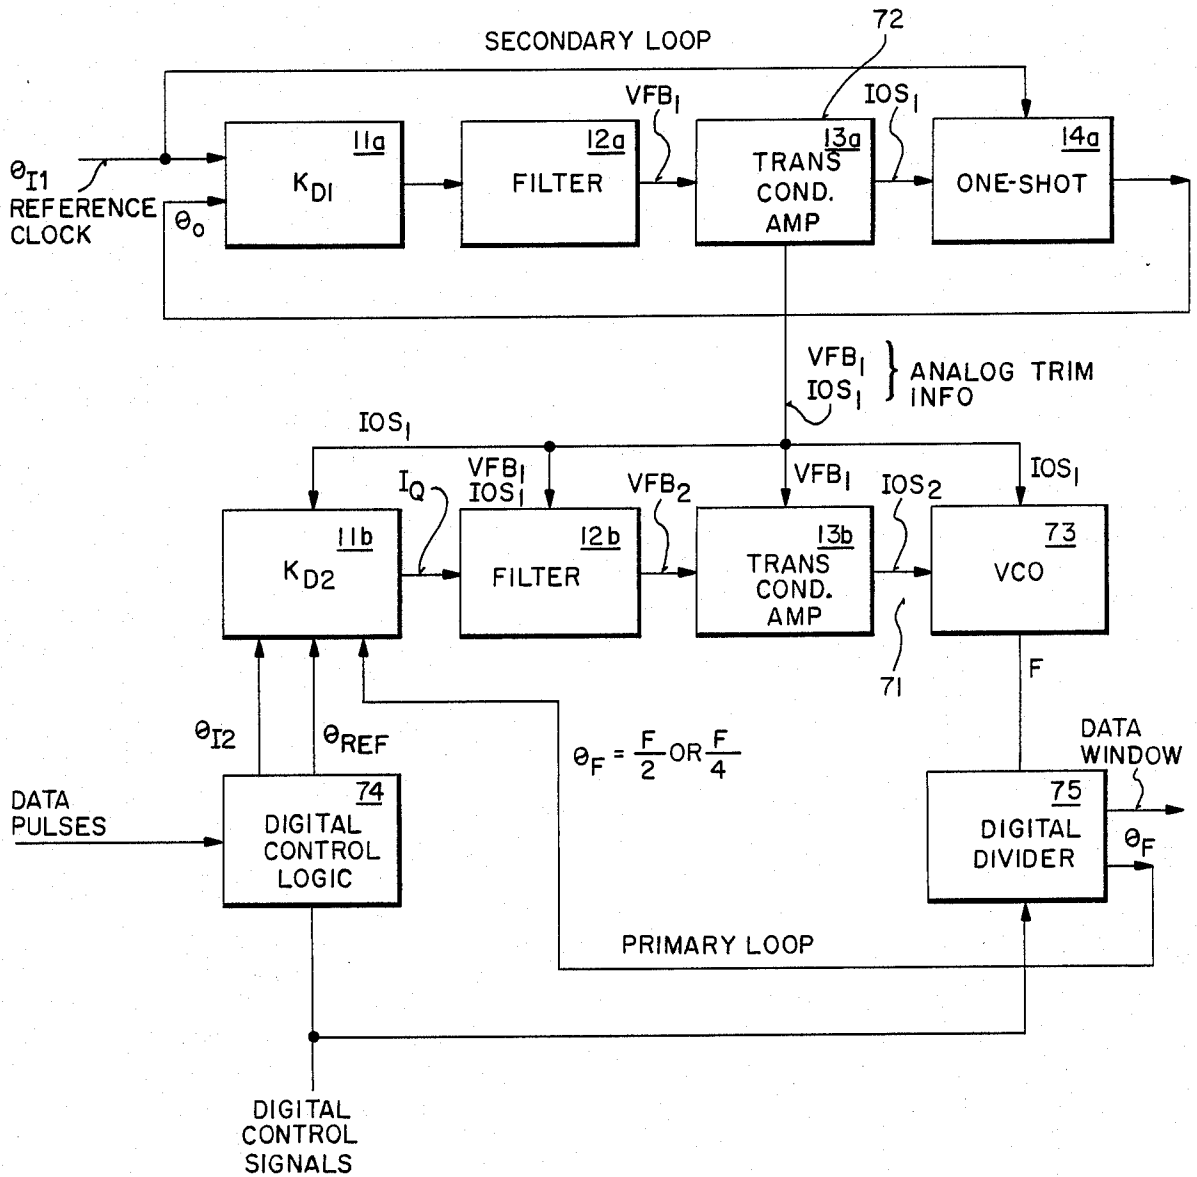 SECONDARY LOOP
72
VFB1
IOS1
11a
12a
13a
14a
θI1
REFERENCE
CLOCK
θo
KD1
FILTER
TRANS
COND.
AMP
ONE-SHOT
VFB1
IOS1
} ANALOG TRIM
INFO
IOS1
VFB1
IOS1
IQ
VFB2
VFB1
IOS2
IOS1
11b
KD2
12b
FILTER
13b
TRANS
COND.
AMP
73
VCO
71
F
θI2
θREF
θF = F/2 OR F/4
DATA
WINDOW
DATA
PULSES
74
DIGITAL
CONTROL
LOGIC
75
DIGITAL
DIVIDER
θF
PRIMARY LOOP
DIGITAL
CONTROL
SIGNALS